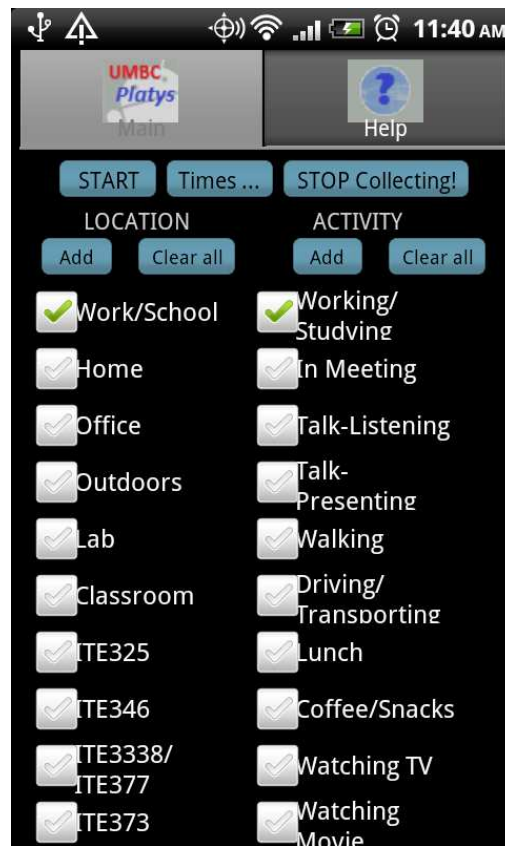 11:40 AM
UMBC
Platys
Main
Help
START
Times ...
STOP Collecting!
LOCATION
ACTIVITY
Add
Clear all
Add
Clear all
Work/School
Working/
Studying
Home
In Meeting
Office
Talk-Listening
Outdoors
Talk-
Presenting
Lab
Walking
Classroom
Driving/
Transporting
ITE325
Lunch
ITE346
Coffee/Snacks
ITE3338/
ITE377
Watching TV
ITE373
Watching
Movie